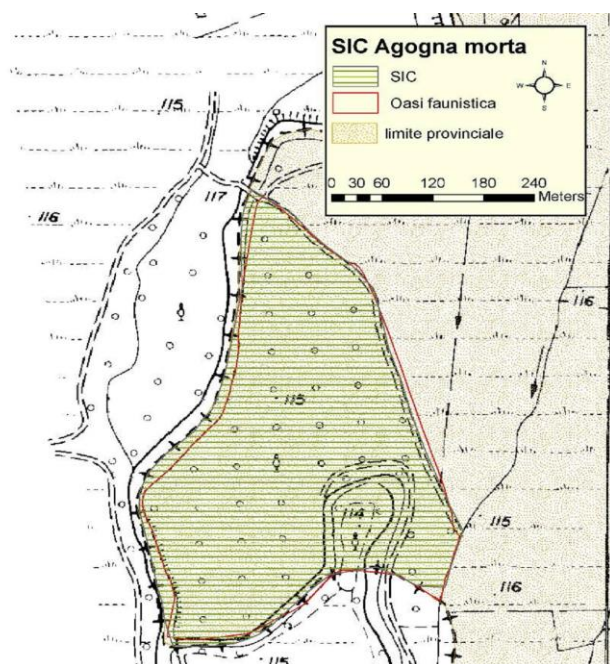 SIC Agogna morta
SIC
N
W E
S
Oasi faunistica
limite provinciale
0 30 60 120 180 240
Meters
115
117
116
116
115
114
115
116
115